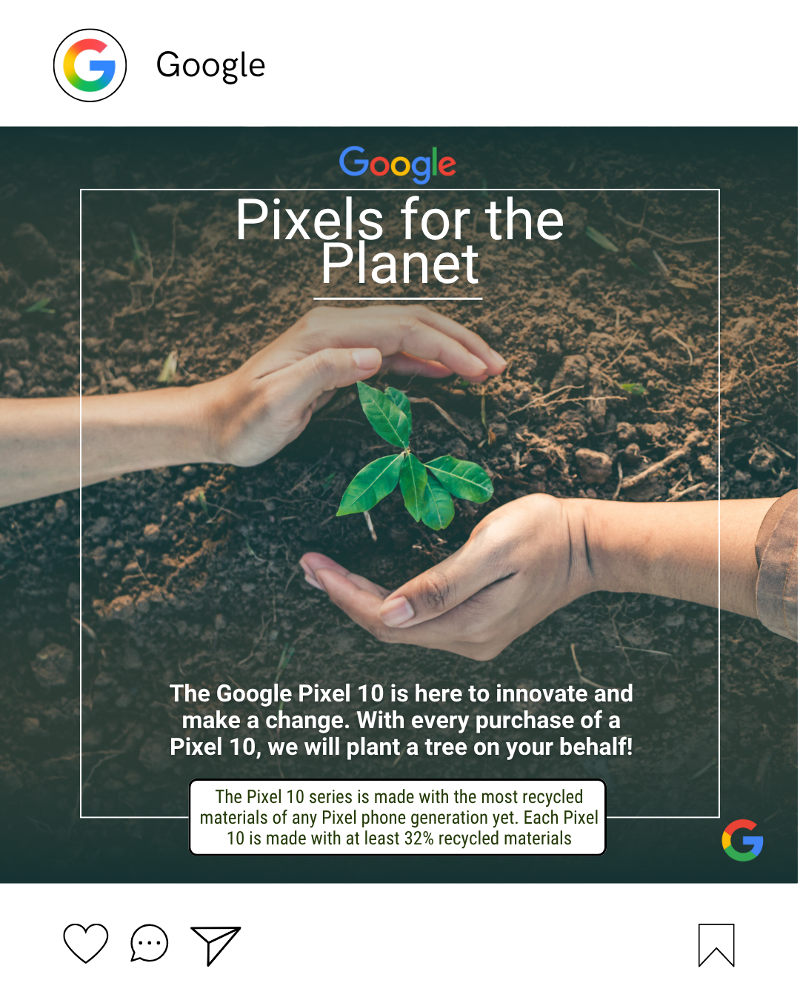 Google
Google
Pixels for the
Planet
The Google Pixel 10 is here to innovate and
make a change. With every purchase of a
Pixel 10, we will plant a tree on your behalf!
The Pixel 10 series is made with the most recycled
materials of any Pixel phone generation yet. Each Pixel
10 is made with at least 32% recycled materials